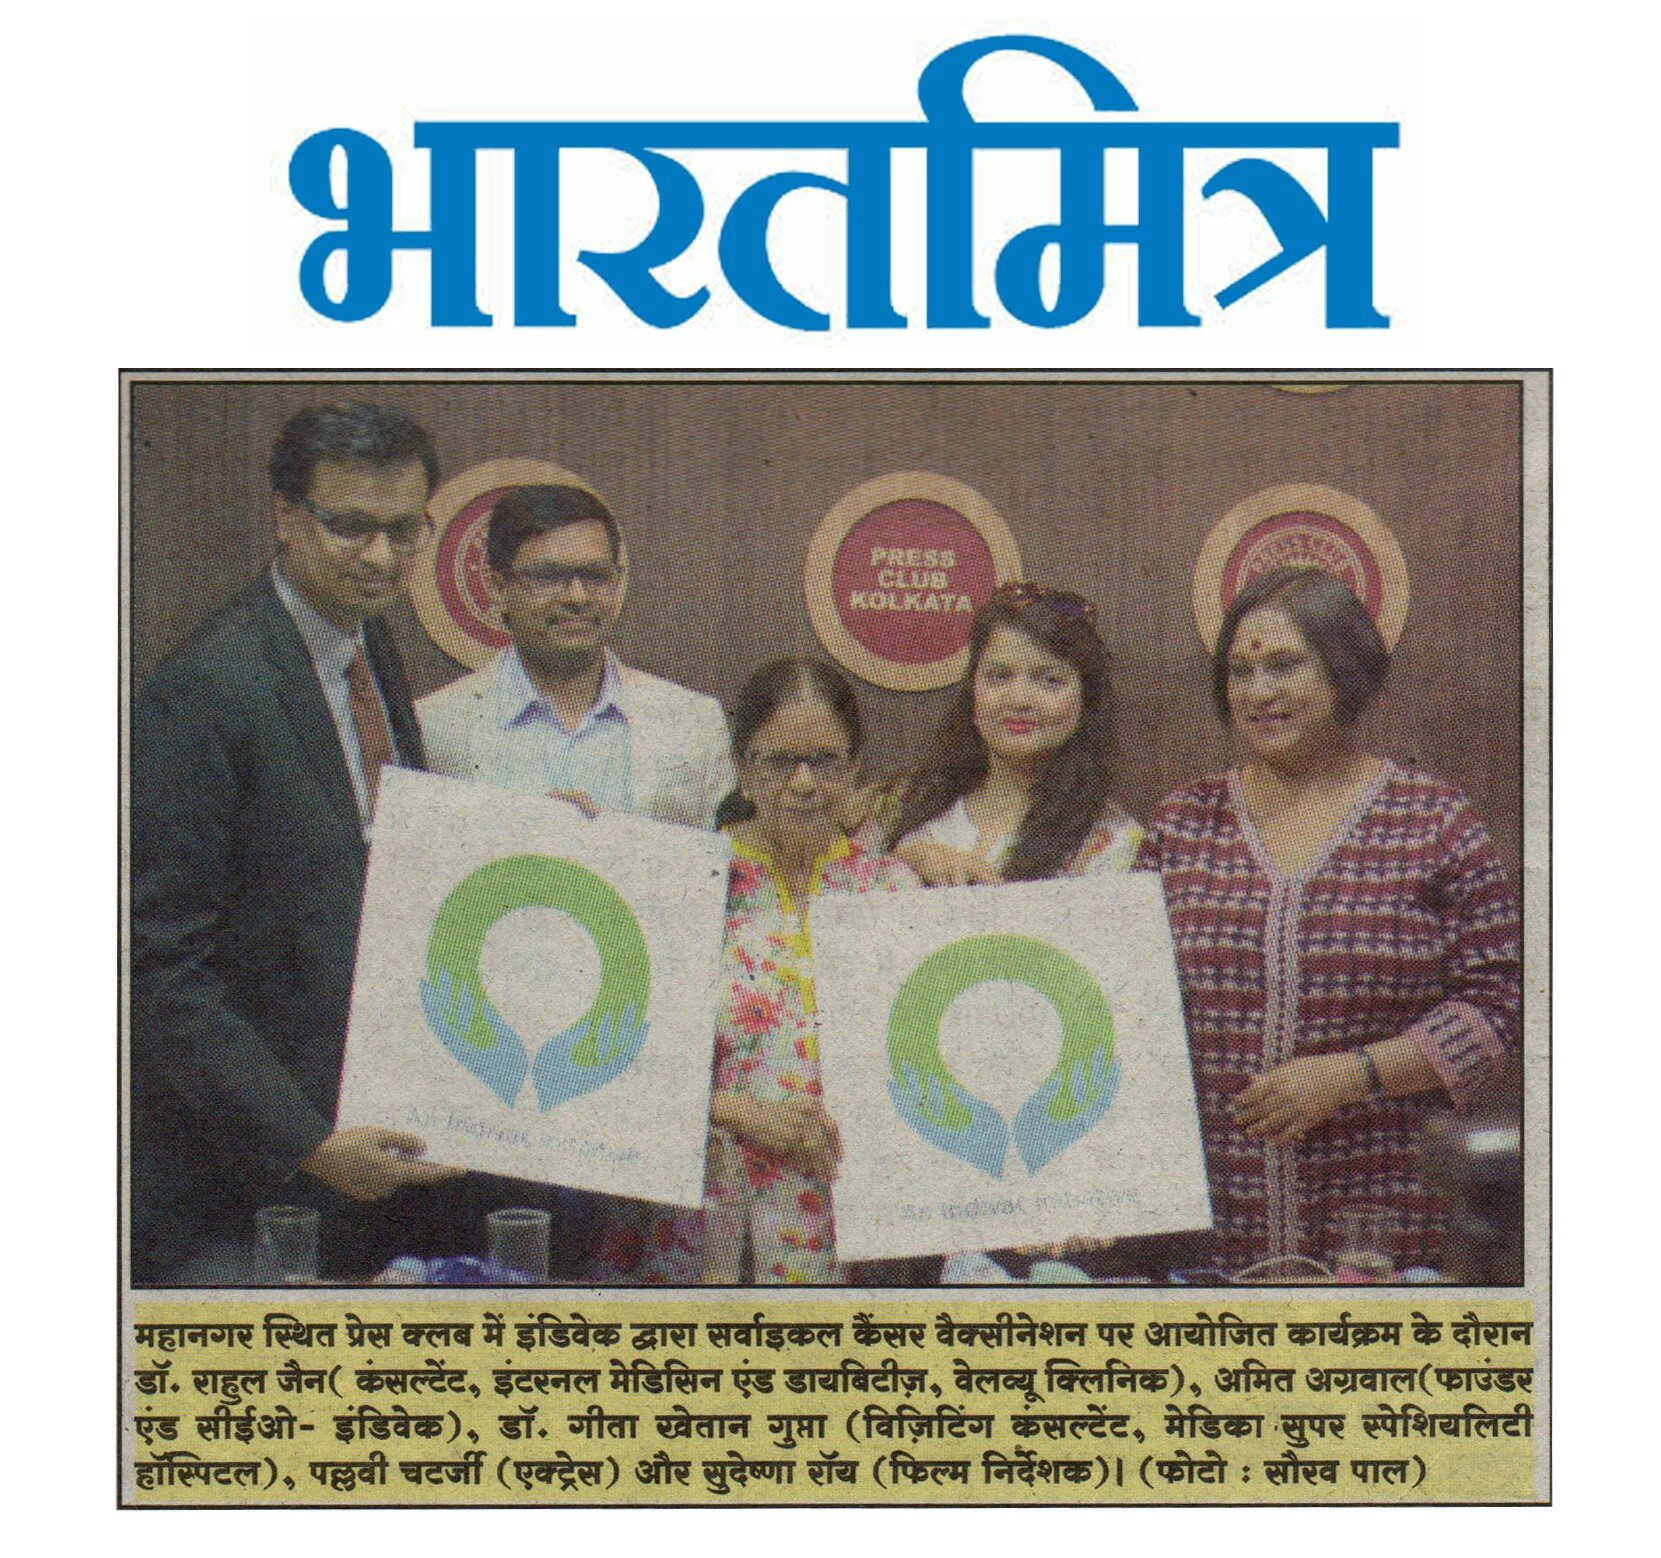 भारतमित्र
PRESS
CLUB
KOLKATA
PRESS CLUB
An Indivac initiative
An Indivac initiative
महानगर स्थित प्रेस क्लब में इंडिवेक द्वारा सर्वाइकल कैंसर वैक्सीनेशन पर आयोजित कार्यक्रम के दौरान
डॉ. राहुल जैन( कंसल्टेंट, इंटरनल मेडिसिन एंड डायबिटीज़, वेलव्यू क्लिनिक), अमित अग्रवाल(फाउंडर
एंड सीईओ- इंडिवेक), डॉ. गीता खेतान गुप्ता (विज़िटिंग कंसल्टेंट, मेडिका सुपर स्पेशियलिटी
हॉस्पिटल), पल्लवी चटर्जी (एक्ट्रेस) और सुदेष्णा रॉय (फिल्म निर्देशक)। (फोटो : सौरव पाल)